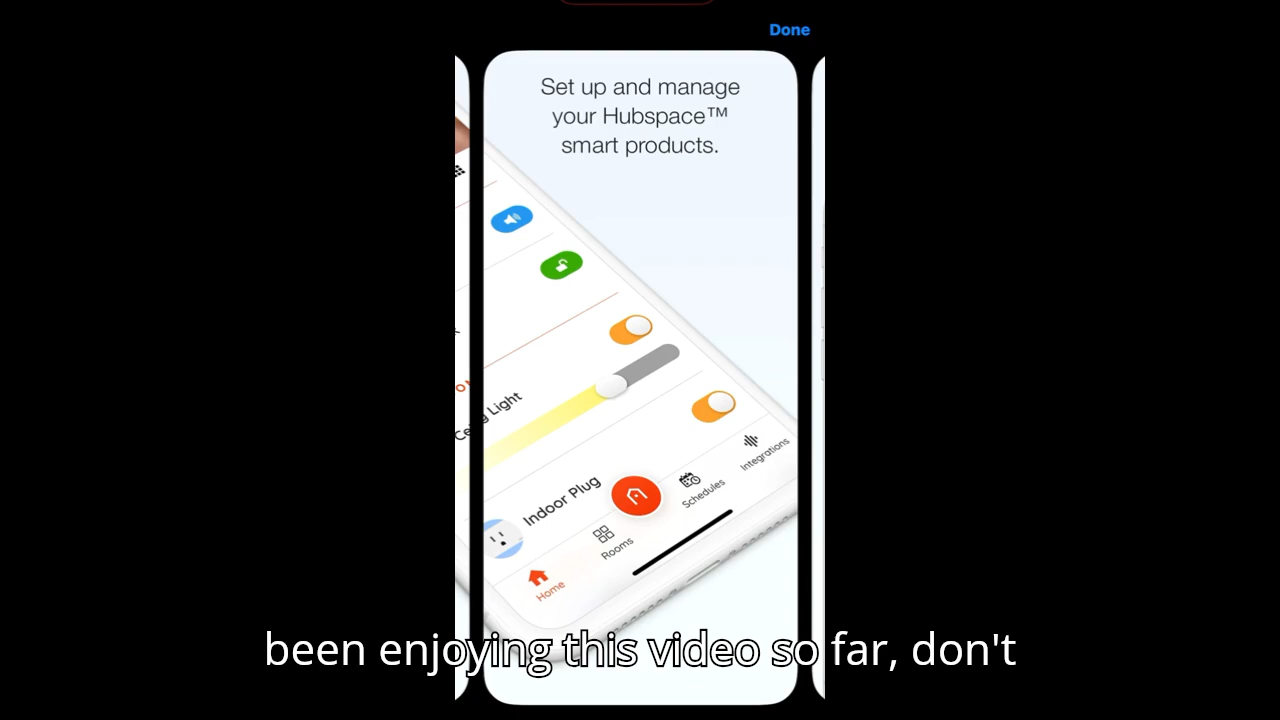 Done
Set up and manage
your Hubspace™
smart products.
Light
Indoor Plug
Home
Rooms
Schedules
Integrations
been enjoying this video so far, don't